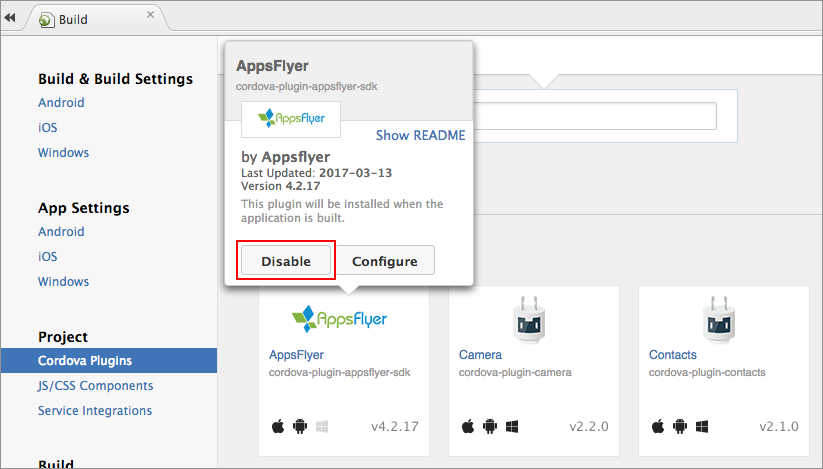 Build
Build & Build Settings
Android
iOS
Windows
App Settings
Android
iOS
Windows
Project
Cordova Plugins
JS/CSS Components
Service Integrations
Build
AppsFlyer
cordova-plugin-appsflyer-sdk
AppsFlyer
Show README
by Appsflyer
Last Updated: 2017-03-13
Version 4.2.17
This plugin will be installed when the
application is built.
Disable
Configure
AppsFlyer
AppsFlyer
cordova-plugin-appsflyer-sdk
v4.2.17
Camera
cordova-plugin-camera
v2.2.0
Contacts
cordova-plugin-contacts
v2.1.0